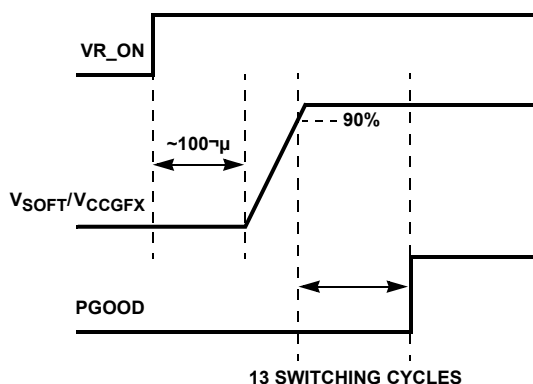 VR_ON
90%
~100¬µ
VSOFT/VCCGFX
PGOOD
13 SWITCHING CYCLES